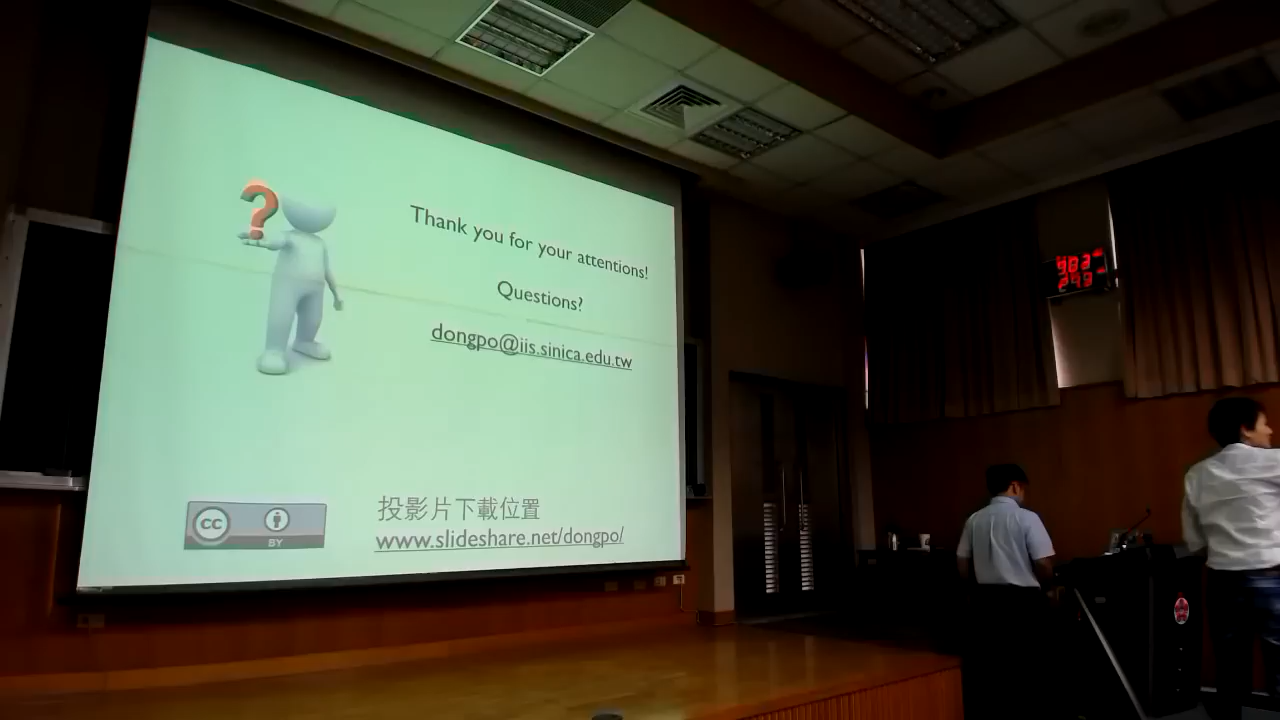 ?
Thank you for your attentions!
Questions?
dongpo@iis.sinica.edu.tw
cc
BY
投影片下載位置
www.slideshare.net/dongpo/